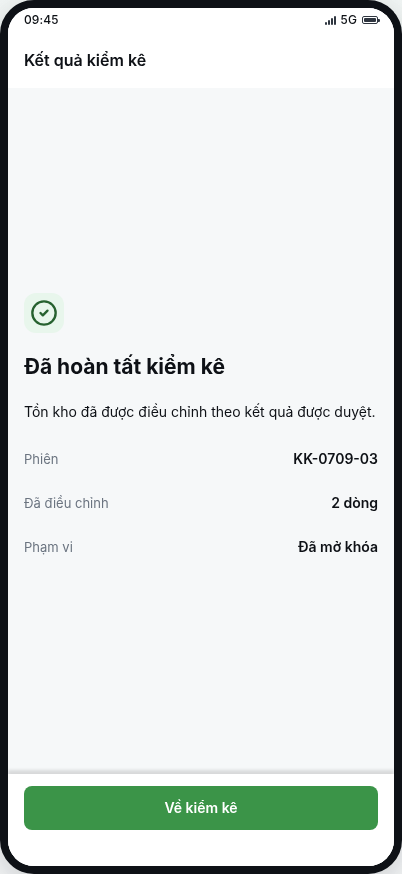 09:45 5G
Kết quả kiểm kê
Đã hoàn tất kiểm kê
Tồn kho đã được điều chỉnh theo kết quả được duyệt.
Phiên KK-0709-03
Đã điều chỉnh 2 dòng
Phạm vi Đã mở khóa
Về kiểm kê